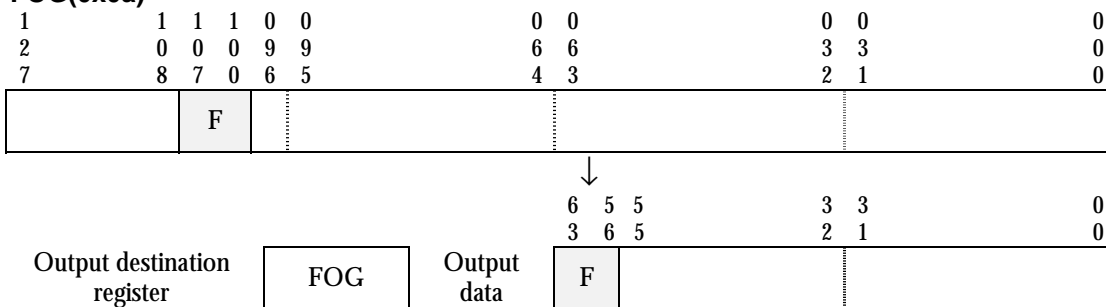 1 1 1 1 0 0 0 0 0 0 0
2 0 0 0 9 9 6 6 3 3 0
7 8 7 0 6 5 4 3 2 1 0
F
↓
6 5 5 3 3 0
3 6 5 2 1 0
Output destination
register
FOG
Output
data
F